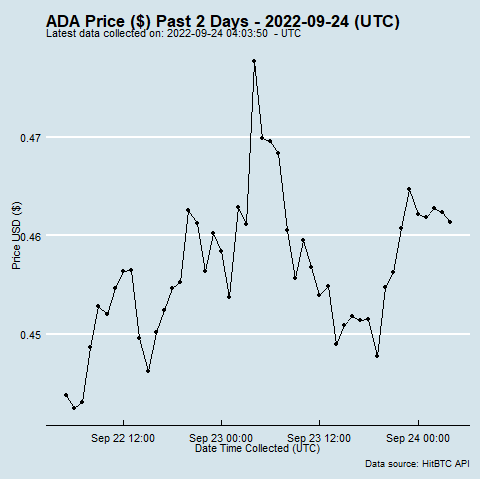 ADA Price ($) Past 2 Days - 2022-09-24 (UTC)
Latest data collected on: 2022-09-24 04:03:50 - UTC
0.47
0.46
0.45
Price USD ($)
Sep 22 12:00
Sep 23 00:00
Sep 23 12:00
Sep 24 00:00
Date Time Collected (UTC)
Data source: HitBTC API